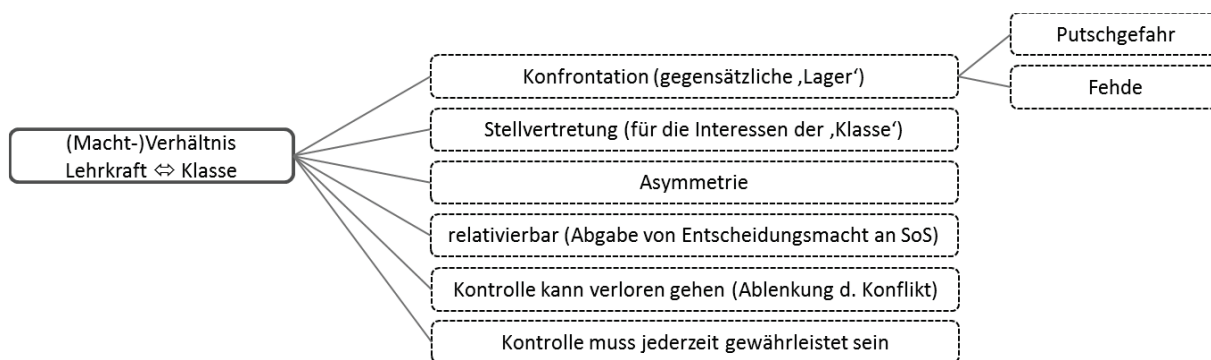 Putschgefahr
Konfrontation (gegensätzliche ‚Lager‘)
Fehde
Stellvertretung (für die Interessen der ‚Klasse‘)
(Macht-)Verhältnis
Lehrkraft ⇔ Klasse
Asymmetrie
relativierbar (Abgabe von Entscheidungsmacht an SoS)
Kontrolle kann verloren gehen (Ablenkung d. Konflikt)
Kontrolle muss jederzeit gewährleistet sein